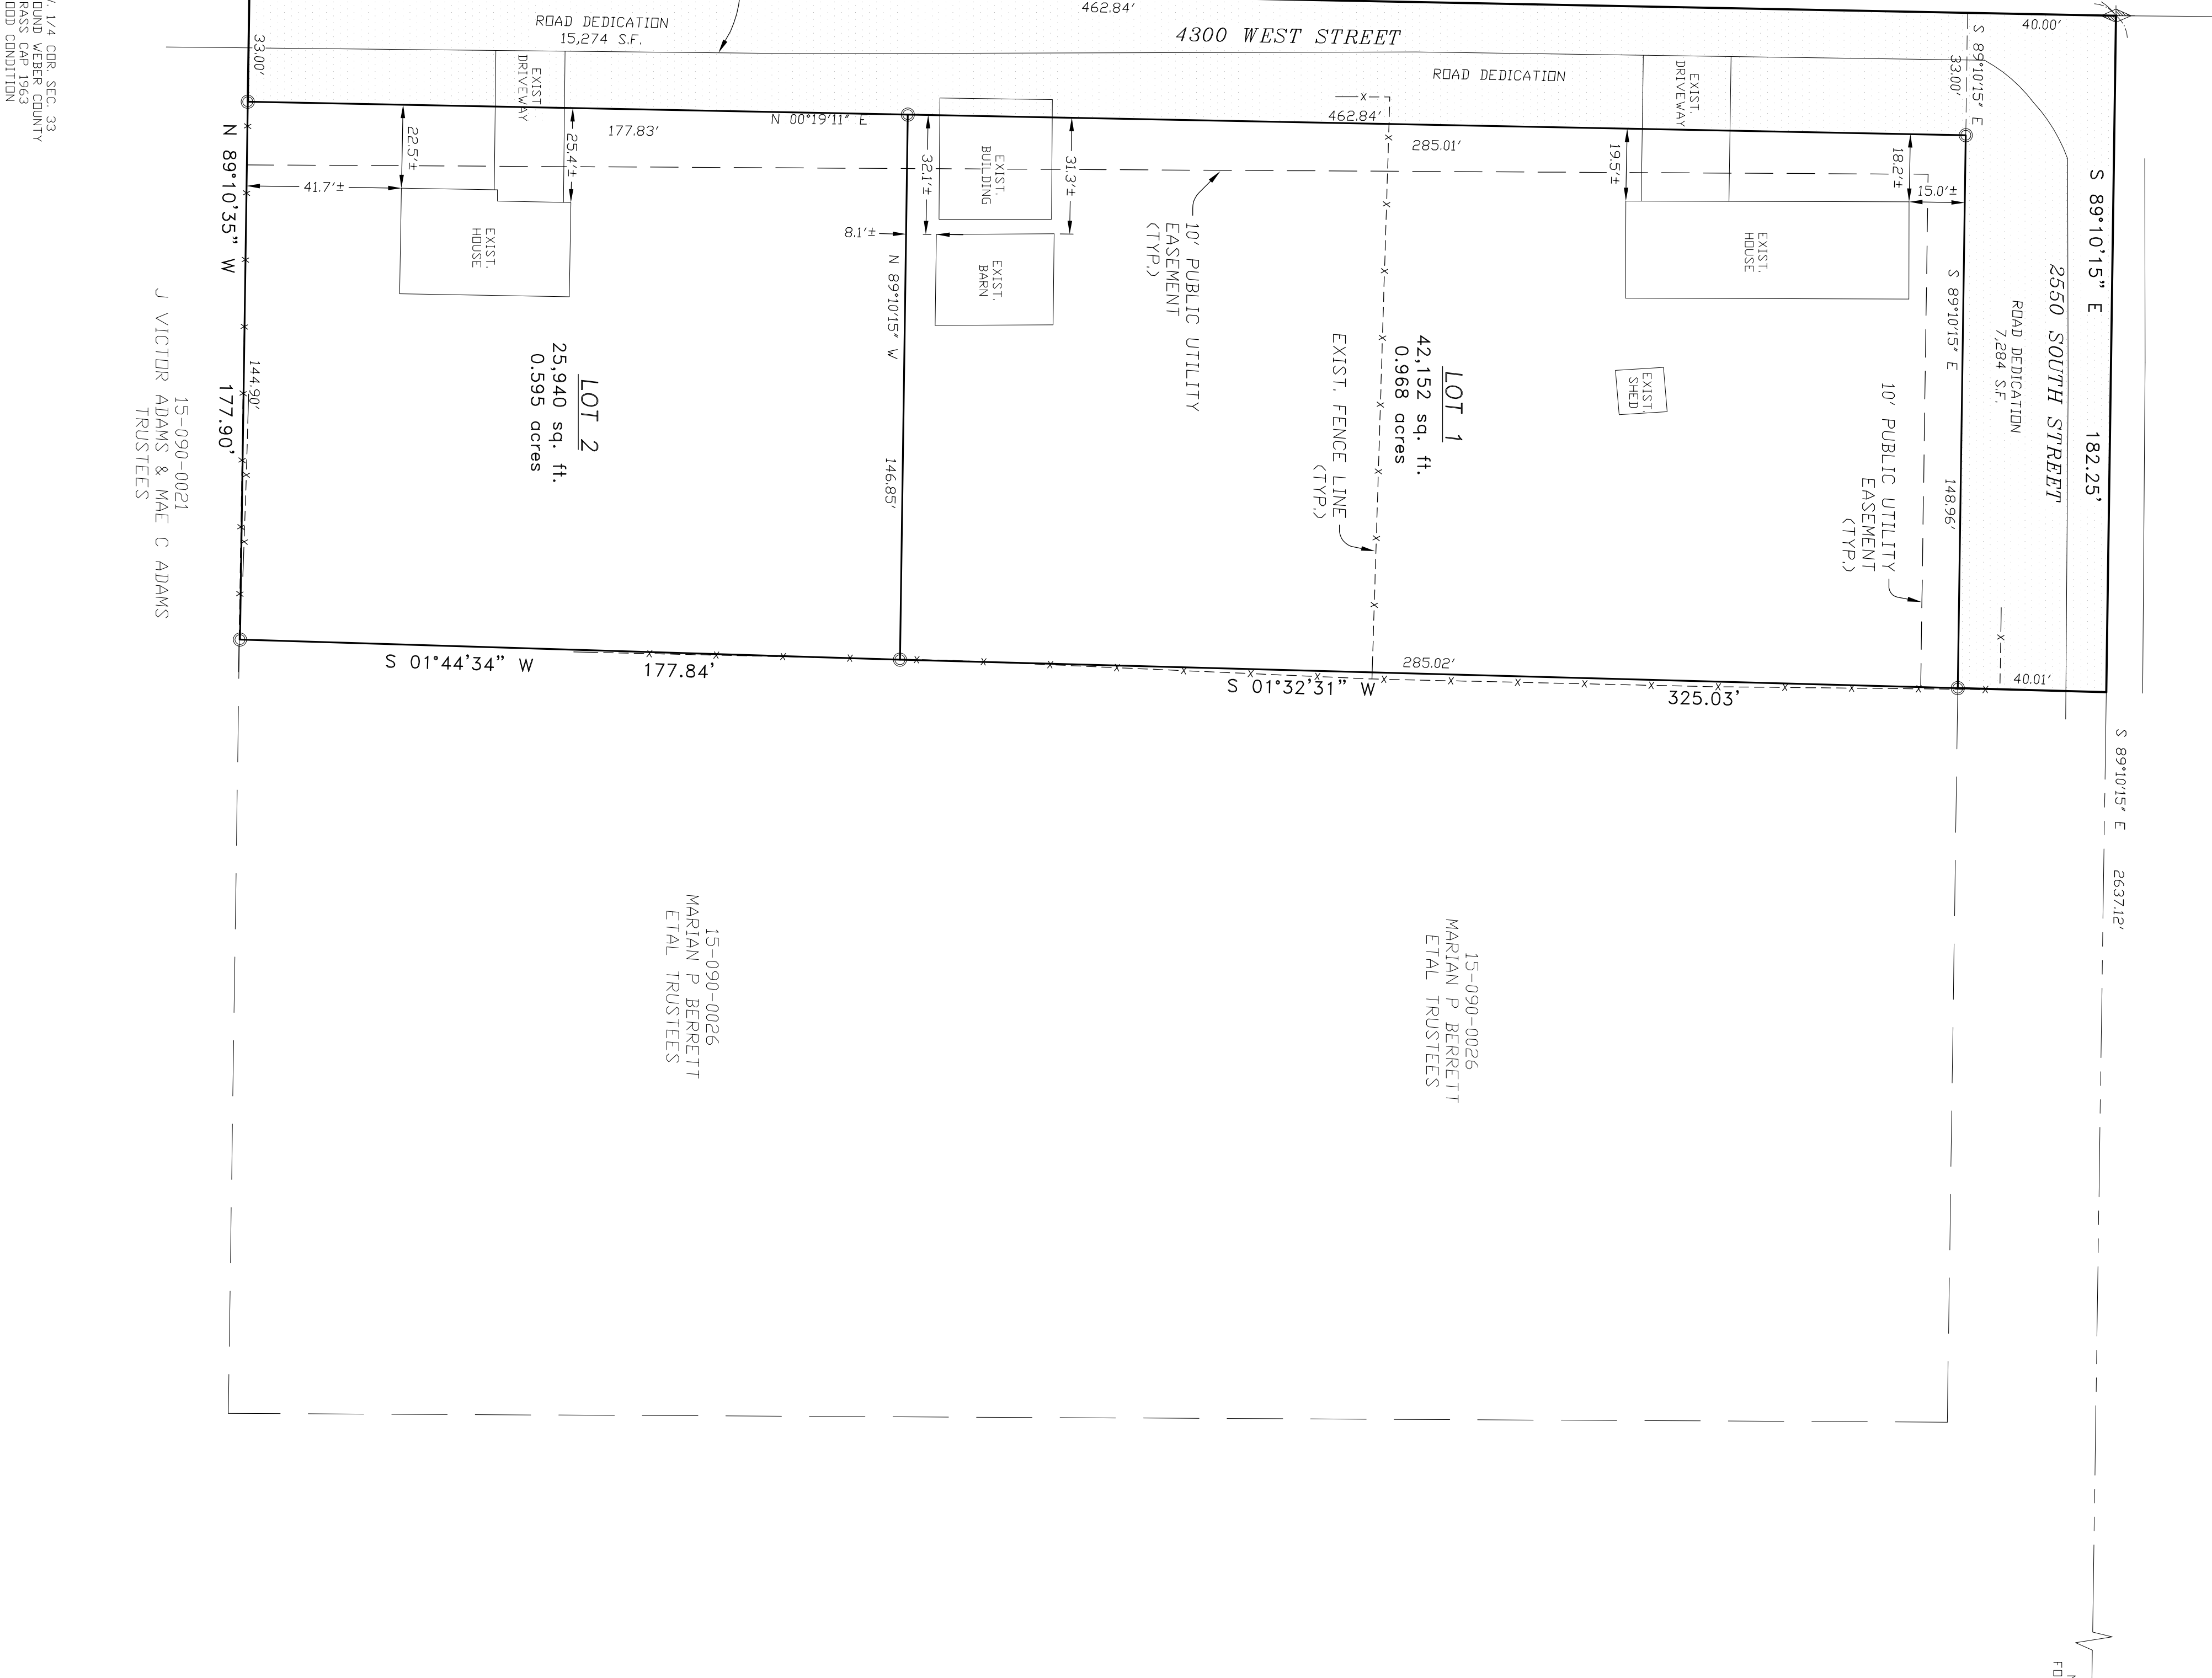 462.84'
40.00'
ROAD DEDICATION
15,274 S.F.
4300 WEST STREET
ROAD DEDICATION
33.00'
S 89°10'15" E
33.00'
EXIST.
DRIVEWAY
EXIST.
DRIVEWAY
177.83'
N 00°19'11" E
462.84'
285.01'
22.5'±
25.4'±
41.7'±
32.1'±
31.3'±
19.5'±
18.2'±
15.0'±
8.1'±
EXIST.
BUILDING
EXIST.
BARN
EXIST.
HOUSE
EXIST.
HOUSE
EXIST.
SHED
10' PUBLIC UTILITY
EASEMENT
(TYP.)
EXIST. FENCE LINE
(TYP.)
10' PUBLIC UTILITY
EASEMENT
(TYP.)
LOT 1
42,152 sq. ft.
0.968 acres
LOT 2
25,940 sq. ft.
0.595 acres
N 89°10'15" W
146.85'
S 89°10'15" E
148.96'
2550 SOUTH STREET
ROAD DEDICATION
7,284 S.F.
S 89°10'15" E
182.25'
N 89°10'35" W
177.90'
144.90'
S 01°44'34" W
177.84'
285.02'
S 01°32'31" W
325.03'
40.01'
S 89°10'15" E
2637.12'
15-090-0021
J VICTOR ADAMS & MAE C ADAMS
TRUSTEES
15-090-0026
MARIAN P BERRETT
ETAL TRUSTEES
15-090-0026
MARIAN P BERRETT
ETAL TRUSTEES
1/4 COR. SEC. 33
OUND WEBER COUNTY
RASS CAP 1963
OOD CONDITION
FO